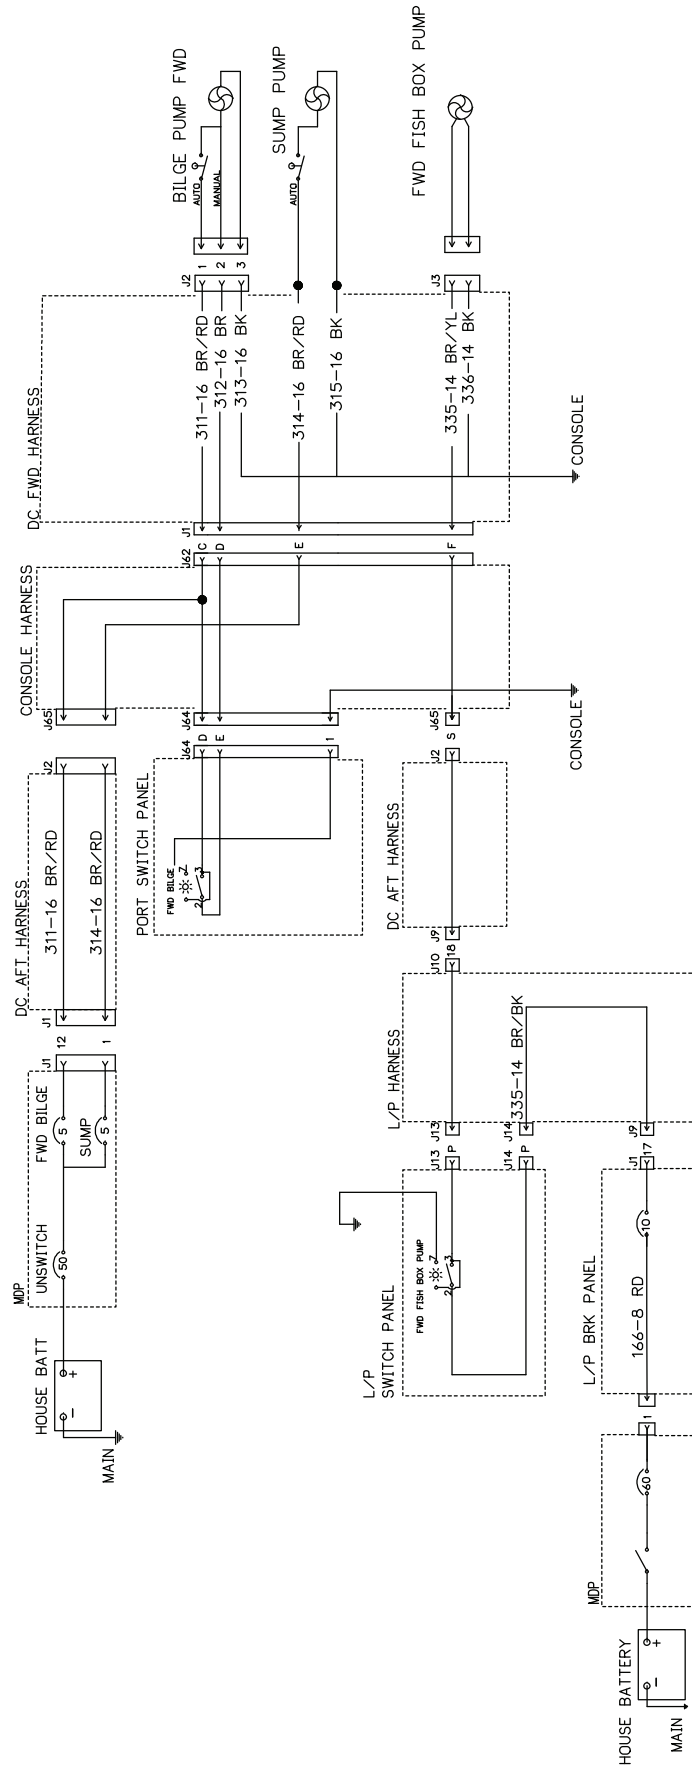 BILGE PUMP FWD
AUTO
MANUAL
SUMP PUMP
AUTO
FWD FISH BOX PUMP
J2
1
2
3
J3
DC FWD HARNESS
311-16 BR/RD
312-16 BR
313-16 BK
314-16 BR/RD
315-16 BK
335-14 BR/YL
336-14 BK
CONSOLE
J1
J62
C
D
E
F
CONSOLE HARNESS
J65
J64
J65
CONSOLE
J2
J64
D
E
1
S
J2
PORT SWITCH PANEL
FWD BILGE
7
2
3
DC AFT HARNESS
311-16 BR/RD
314-16 BR/RD
J1
12
1
J1
DC AFT HARNESS
J9
18
J10
MDP
UNSWITCH
50
FWD BILGE
5
SUMP
5
HOUSE BATT
+
-
MAIN
L/P HARNESS
335-14 BR/BK
J13
J14
J9
J13
P
J14
P
J1
17
L/P
SWITCH PANEL
FWD FISH BOX PUMP
7
2
3
L/P BRK PANEL
10
166-8 RD
1
MDP
60
HOUSE BATTERY
+
-
MAIN